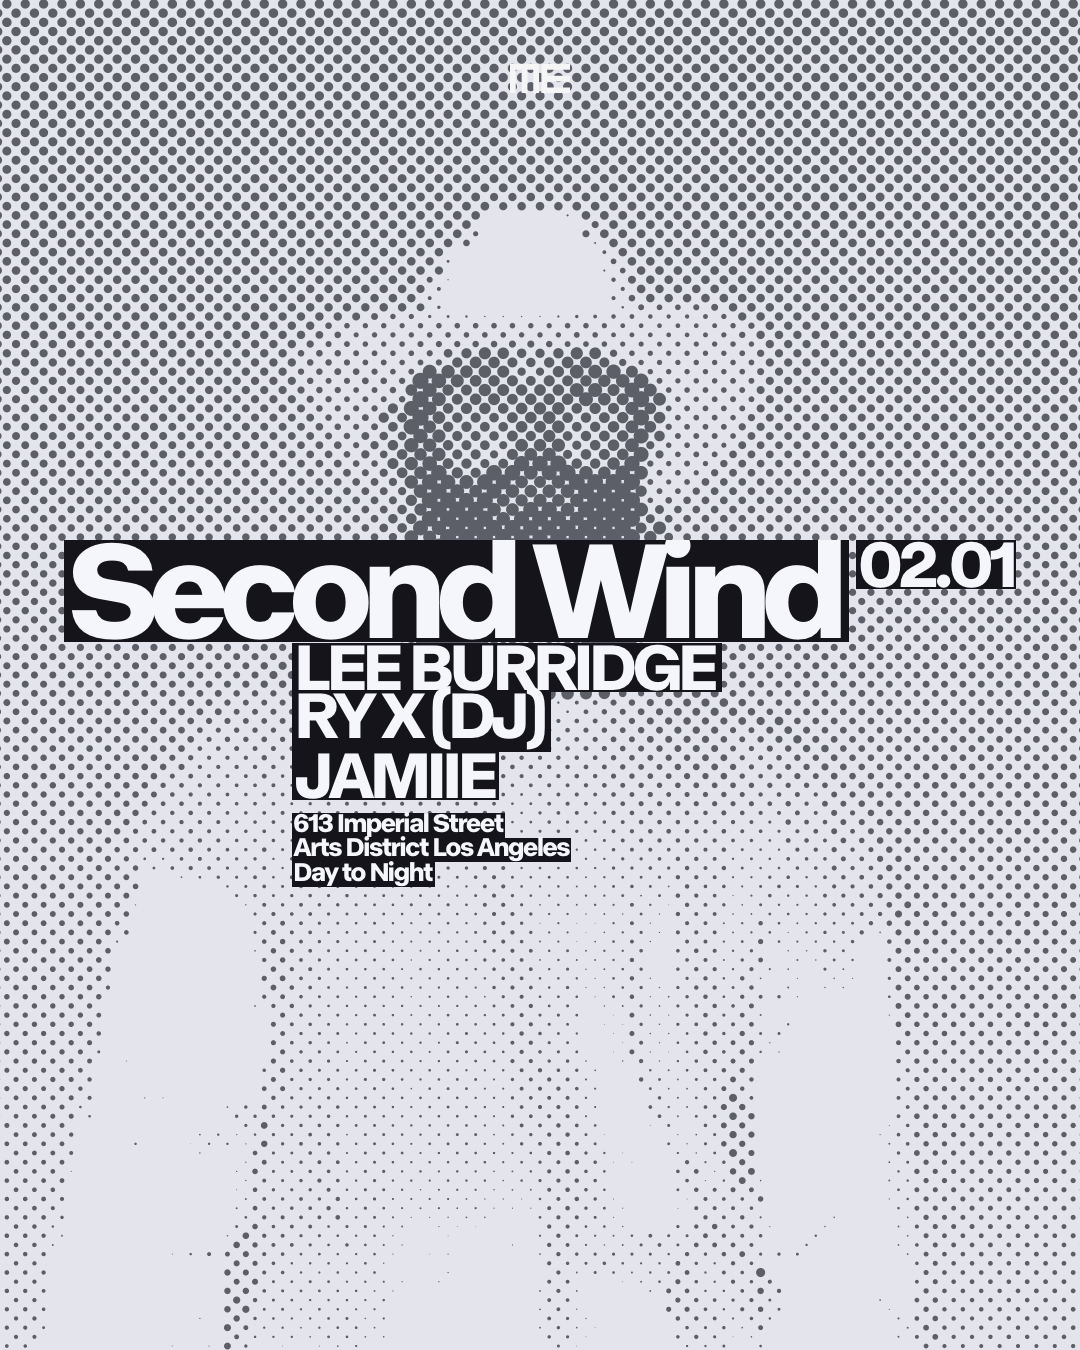 ME
Second Wind
02.01
LEE BURRIDGE
RY X (DJ)
JAMIIE
613 Imperial Street
Arts District Los Angeles
Day to Night